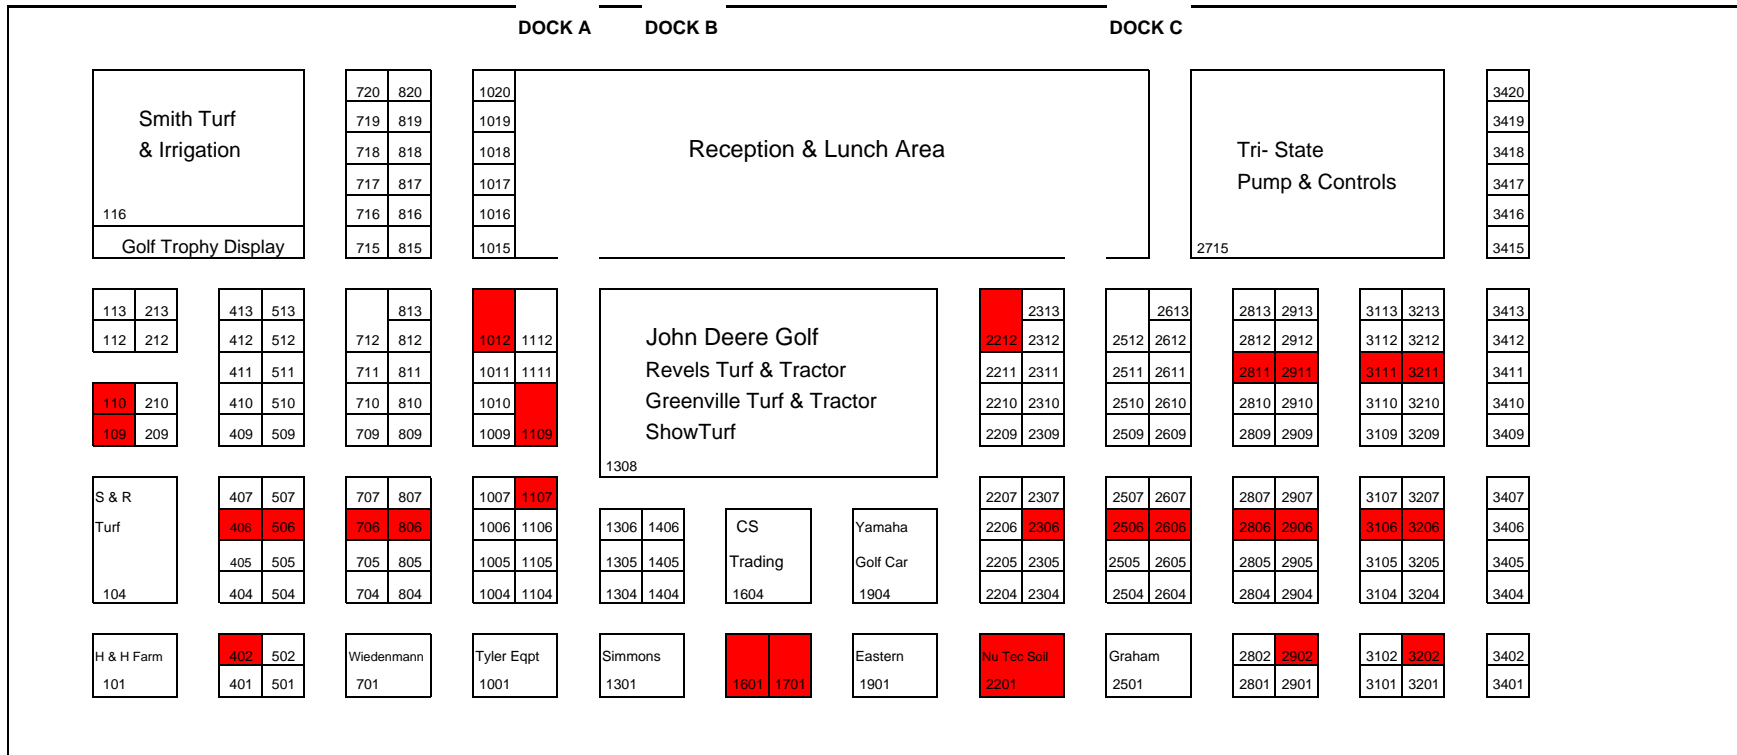 DOCK A DOCK B DOCK C
720 820 1020 3420
Smith Turf 719 819 1019 3419
& Irrigation 718 818 1018 Reception & Lunch Area Tri- State 3418
717 817 1017 Pump & Controls 3417
116 716 816 1016 3416
Golf Trophy Display 715 815 1015 2715 3415
113 213 413 513 813 2313 2613 2813 2913 3113 3213 3413
112 212 412 512 712 812 1012 1112 John Deere Golf 2212 2312 2512 2612 2812 2912 3112 3212 3412
411 511 711 811 1011 1111 Revels Turf & Tractor 2211 2311 2511 2611 2811 2911 3111 3211 3411
110 210 410 510 710 810 1010 Greenville Turf & Tractor 2210 2310 2510 2610 2810 2910 3110 3210 3410
109 209 409 509 709 809 1009 1109 ShowTurf 2209 2309 2509 2609 2809 2909 3109 3209 3409
1308
S & R 407 507 707 807 1007 1107 2207 2307 2507 2607 2807 2907 3107 3207 3407
Turf 406 506 706 806 1006 1106 1306 1406 CS Yamaha 2206 2306 2506 2606 2806 2906 3106 3206 3406
405 505 705 805 1005 1105 1305 1405 Trading Golf Car 2205 2305 2505 2605 2805 2905 3105 3205 3405
104 404 504 704 804 1004 1104 1304 1404 1604 1904 2204 2304 2504 2604 2804 2904 3104 3204 3404
H & H Farm 402 502 Wiedenmann Tyler Eqpt Simmons Eastern Nu Tec Soil Graham 2802 2902 3102 3202 3402
101 401 501 701 1001 1301 1601 1701 1901 2201 2501 2801 2901 3101 3201 3401